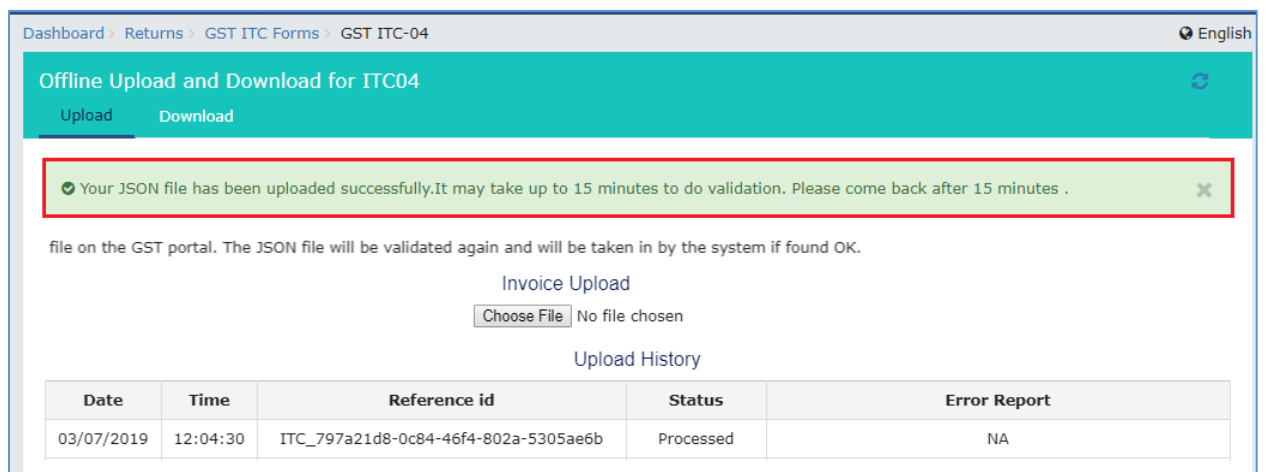 Dashboard > Returns > GST ITC Forms > GST ITC-04 English
Offline Upload and Download for ITC04
Upload Download
Your JSON file has been uploaded successfully.It may take up to 15 minutes to do validation. Please come back after 15 minutes .
file on the GST portal. The JSON file will be validated again and will be taken in by the system if found OK.
Invoice Upload
Choose File No file chosen
Upload History
Date Time Reference id Status Error Report
03/07/2019 12:04:30 ITC_797a21d8-0c84-46f4-802a-5305ae6b Processed NA